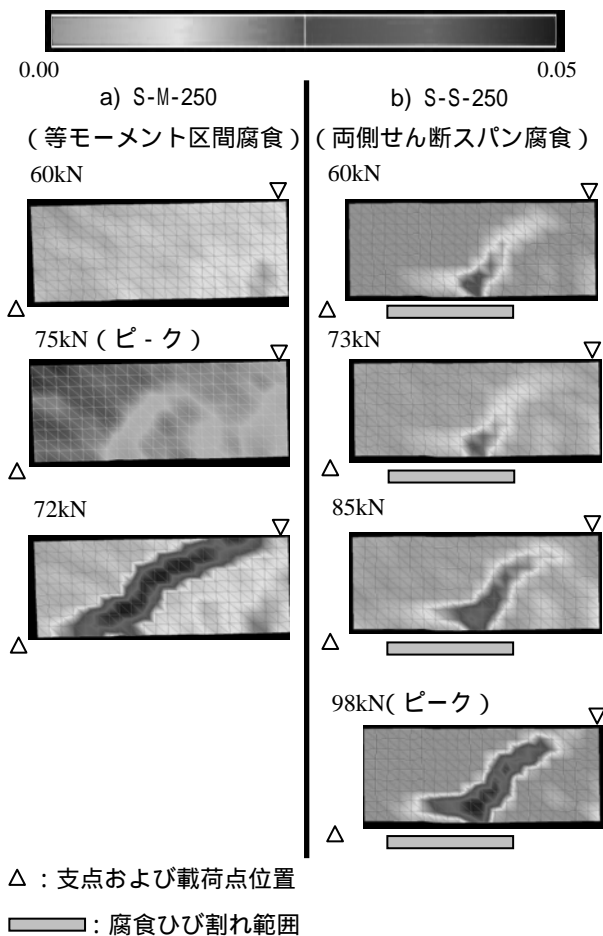 0.00 0.05
a) S-M-250
(等モーメント区間腐食)
60kN
75kN(ピ-ク)
72kN
b) S-S-250
(両側せん断スパン腐食)
60kN
73kN
85kN
98kN(ピーク)
△:支点および載荷点位置
:腐食ひび割れ範囲